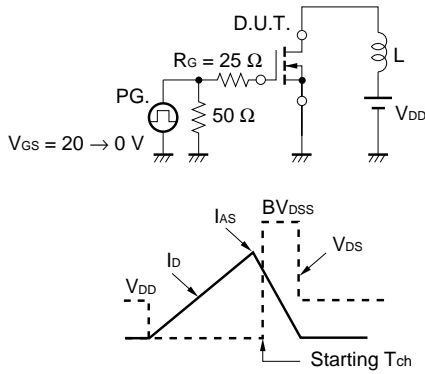 D.U.T.
RG = 25 Ω
L
PG.
50 Ω
VDD
VGS = 20 → 0 V
BVDSS
IAS
VDS
ID
VDD
Starting Tch